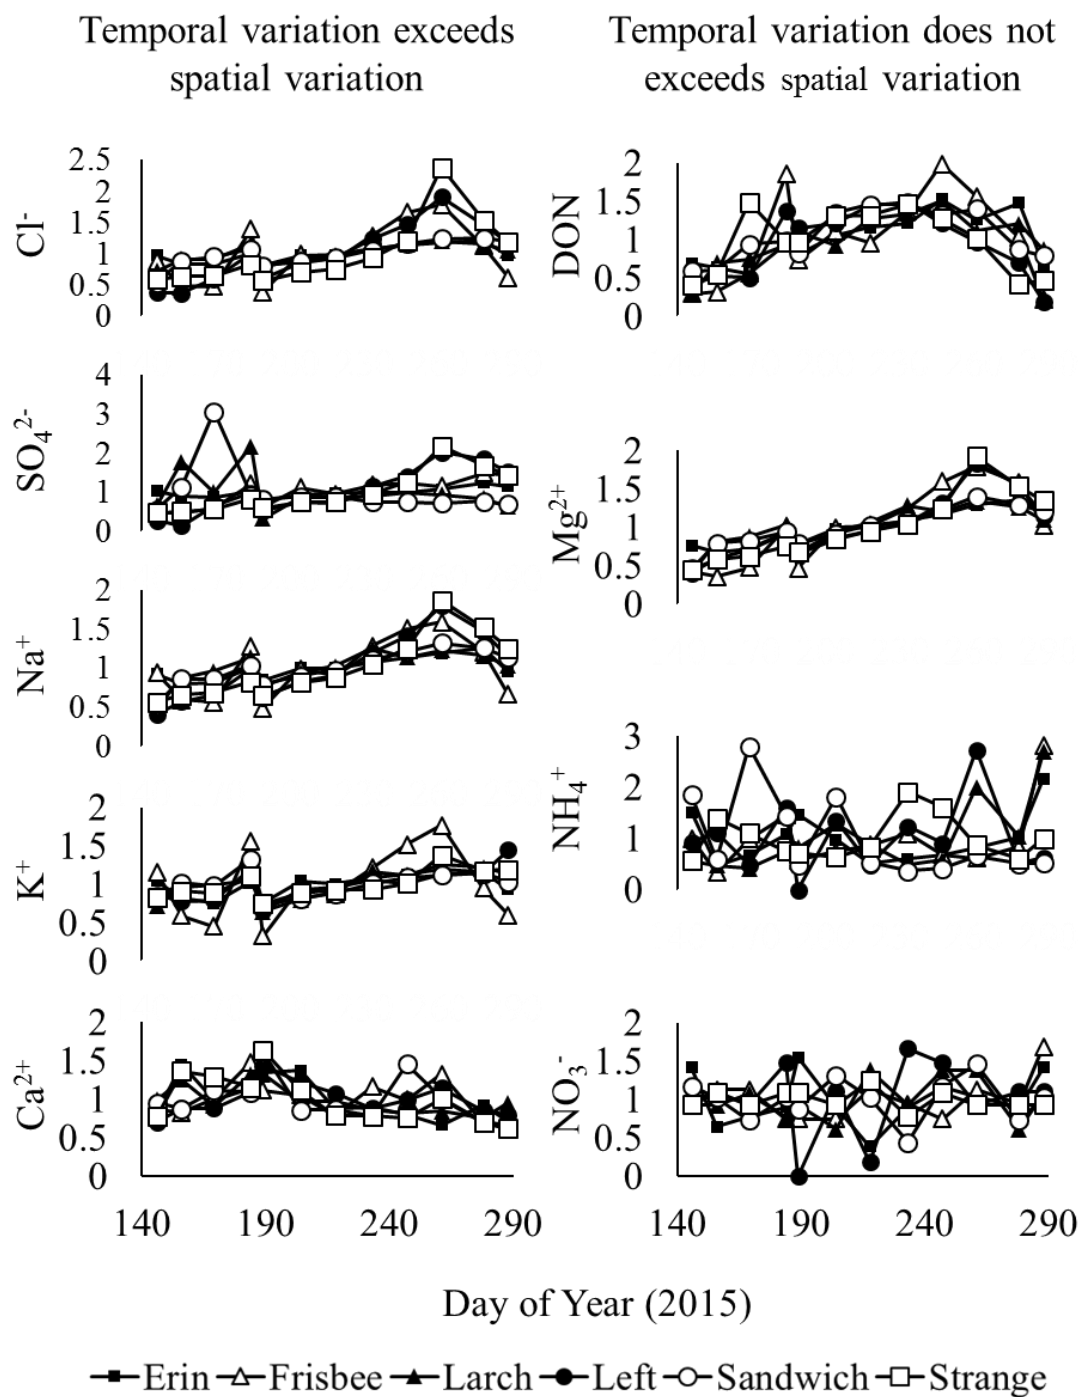 Temporal variation exceeds
spatial variation
Temporal variation does not
exceeds spatial variation
Cl-
2.5
2
1.5
1
0.5
0
DON
2
1.5
1
0.5
0
SO₄²⁻
4
3
2
1
0
Mg²⁺
2
1.5
1
0.5
0
Na⁺
2
1.5
1
0.5
0
NH₄⁺
3
2
1
0
K⁺
2
1.5
1
0.5
0
Ca²⁺
2
1.5
1
0.5
0
NO₃⁻
2
1.5
1
0.5
0
140 190 240 290
140 190 240 290
Day of Year (2015)
Erin Frisbee Larch Left Sandwich Strange